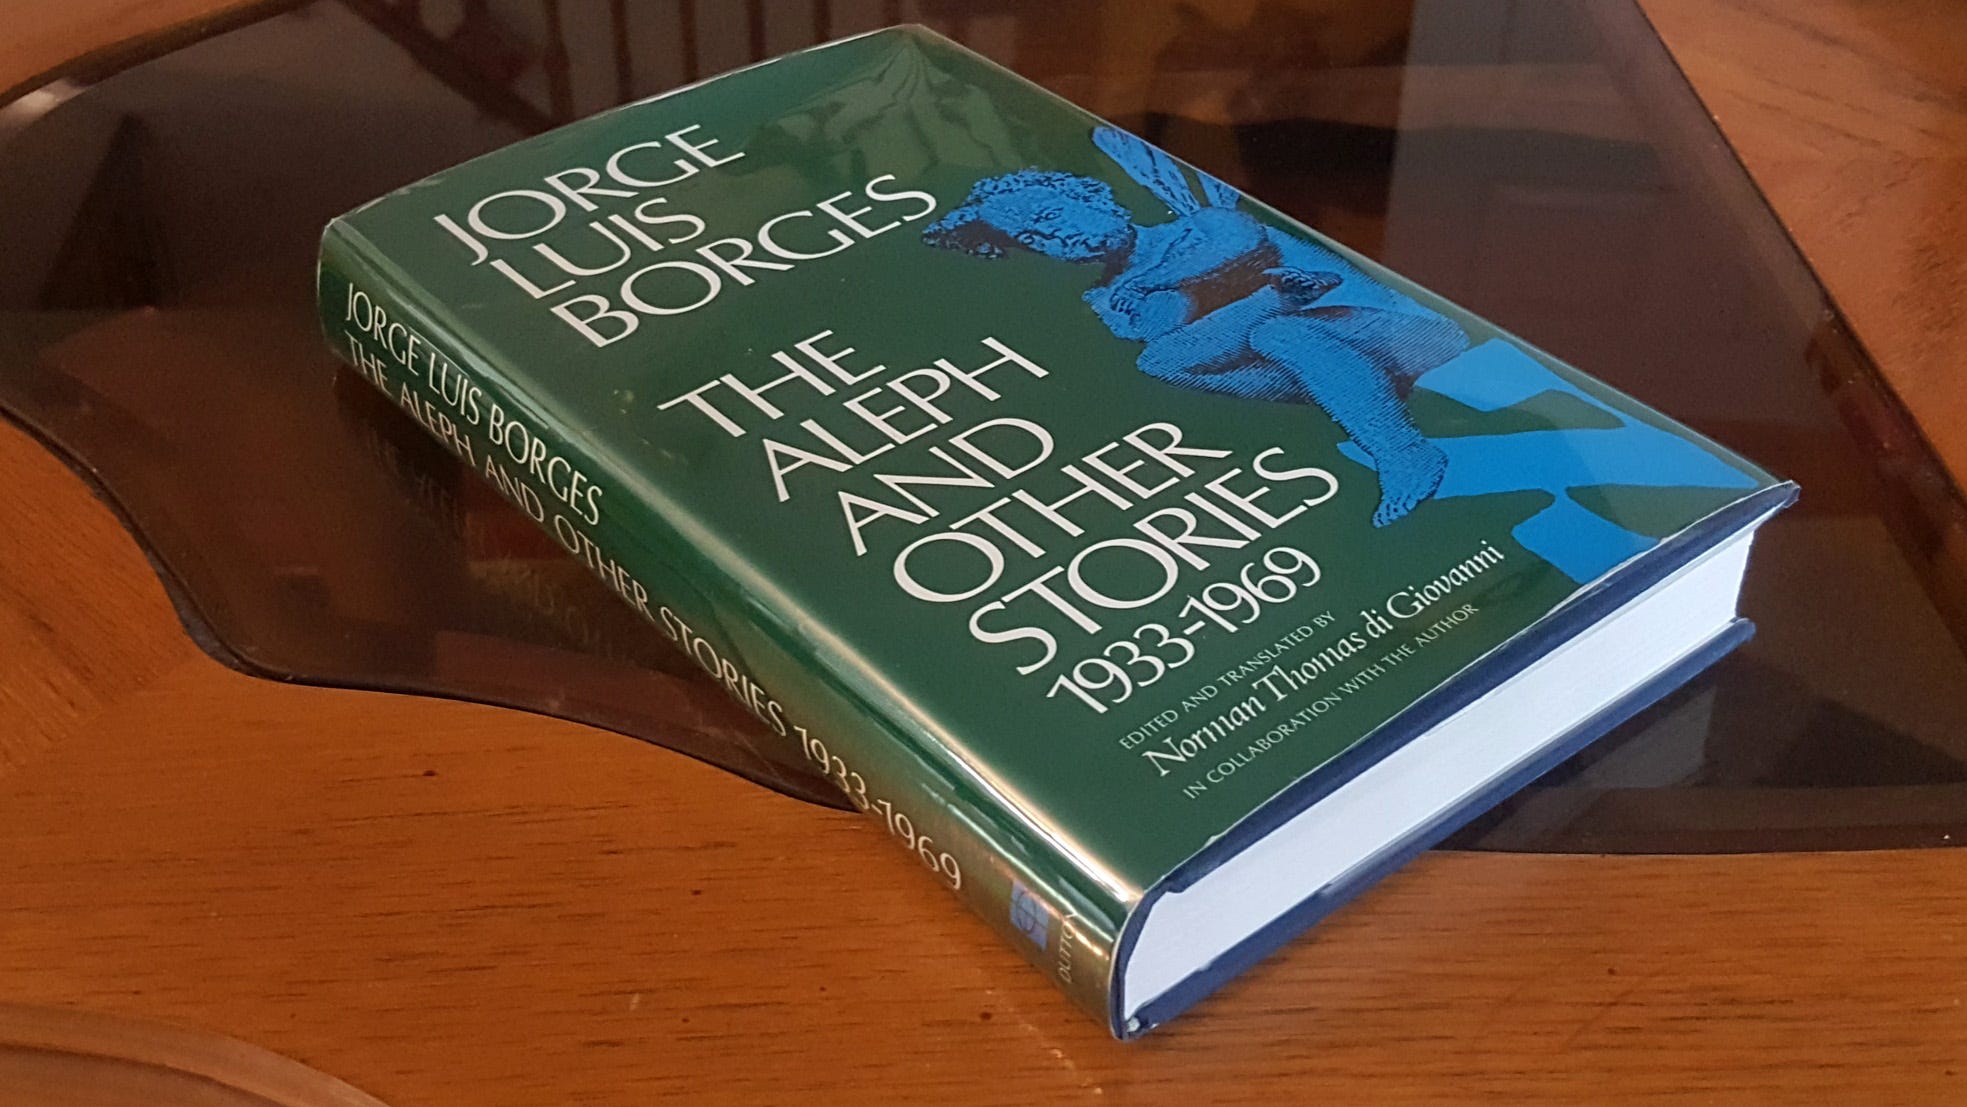 JORGE
LUIS
BORGES
THE
ALEPH
AND
OTHER
STORIES
1933-1969
EDITED AND TRANSLATED BY
Norman Thomas di Giovanni
IN COLLABORATION WITH THE AUTHOR
JORGE LUIS BORGES
THE ALEPH AND OTHER STORIES 1933-1969
DUTTON